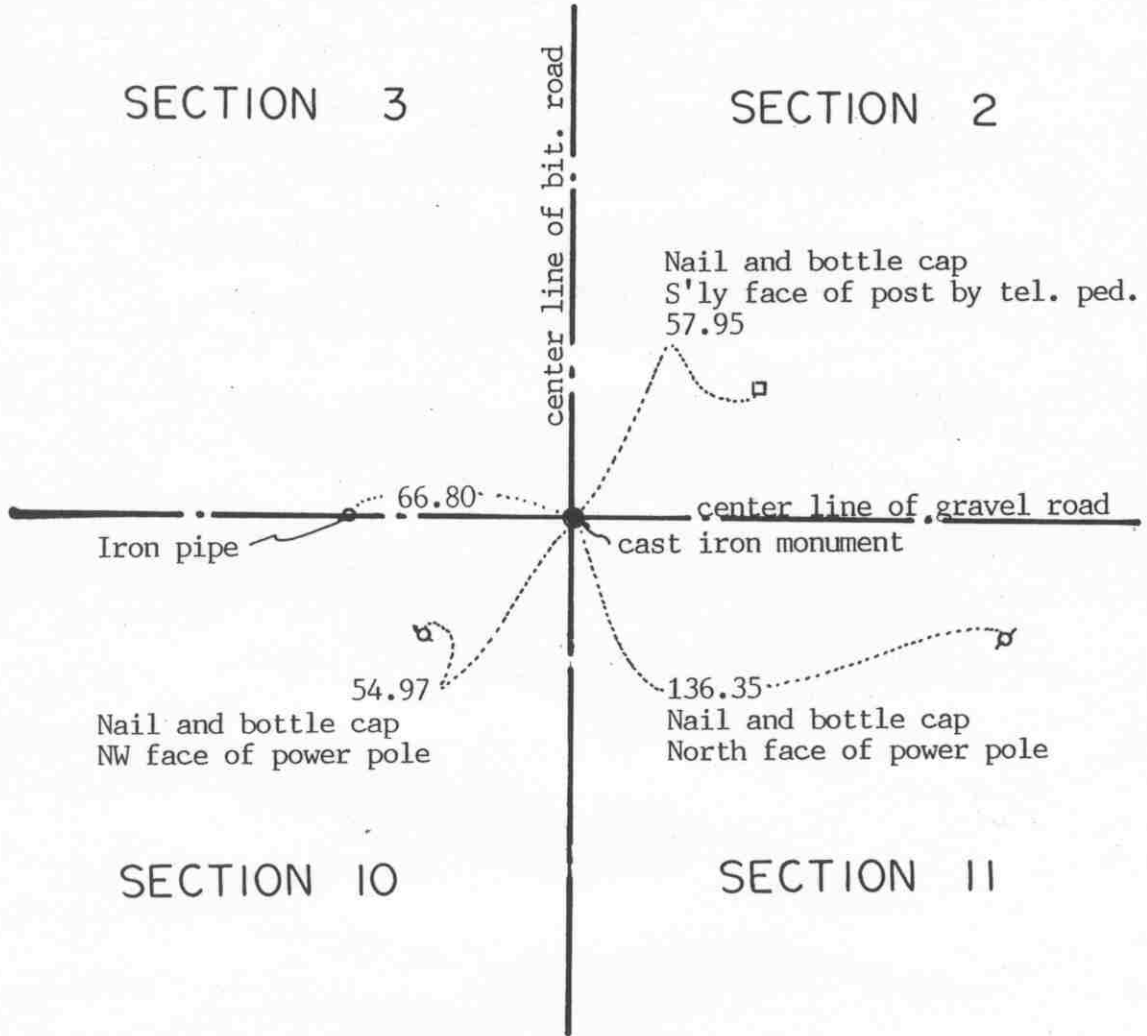 SECTION 3
SECTION 2
center line of bit. road
Nail and bottle cap
S'ly face of post by tel. ped.
57.95
66.80
center line of gravel road
Iron pipe
cast iron monument
54.97
Nail and bottle cap
NW face of power pole
136.35
Nail and bottle cap
North face of power pole
SECTION 10
SECTION 11